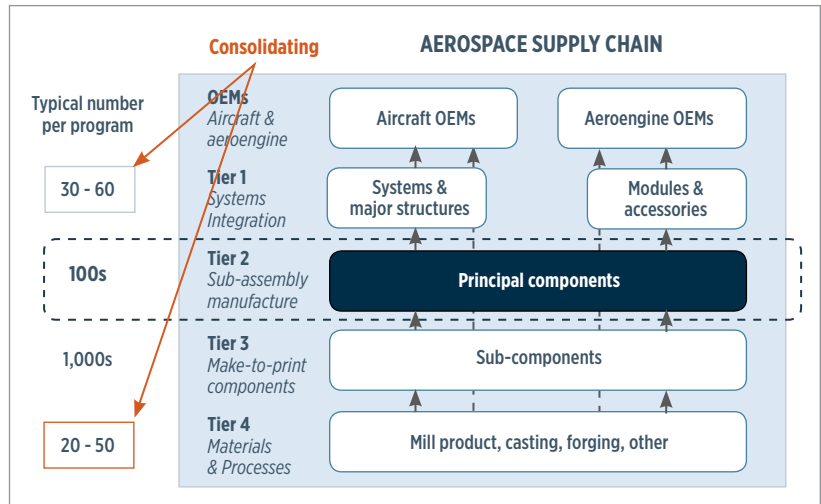 Consolidating
AEROSPACE SUPPLY CHAIN
Typical number
per program
OEMs
Aircraft &
aeroengine
Aircraft OEMs
Aeroengine OEMs
30 - 60
Tier 1
Systems
Integration
Systems &
major structures
Modules &
accessories
100s
Tier 2
Sub-assembly
manufacture
Principal components
1,000s
Tier 3
Make-to-print
components
Sub-components
20 - 50
Tier 4
Materials
& Processes
Mill product, casting, forging, other